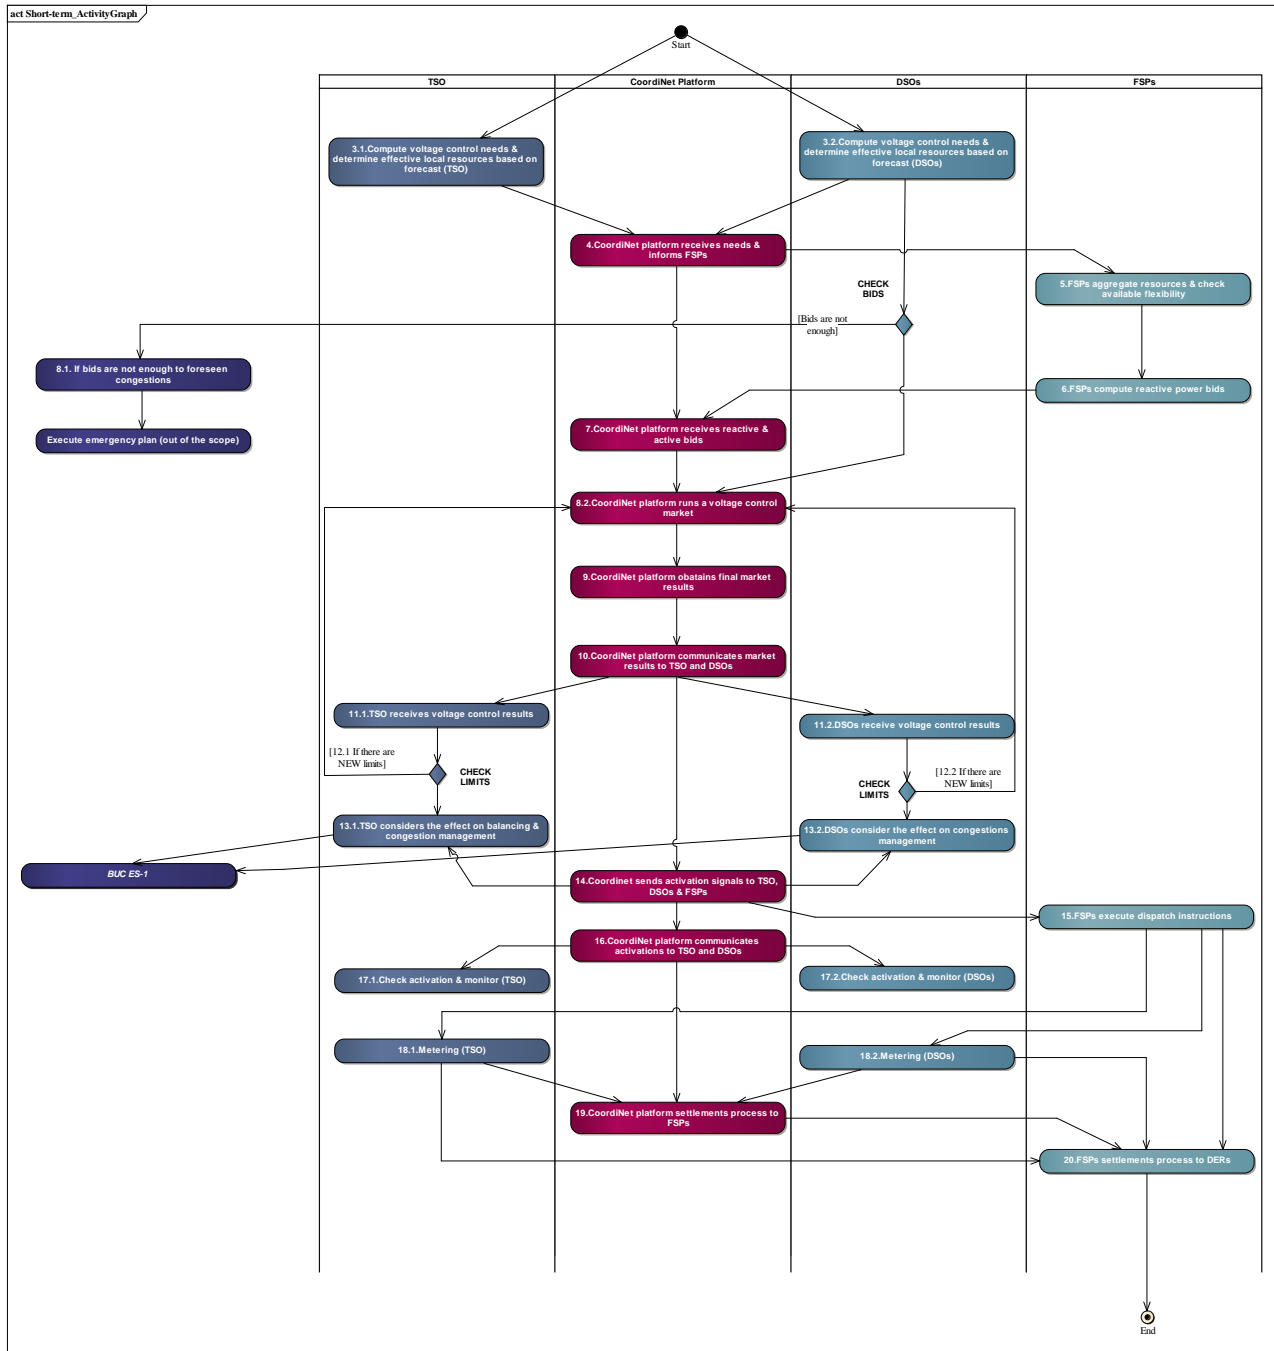 act Short-term_ActivityGraph
Start
TSO
CoordiNet Platform
DSOs
FSPs
3.1.Compute voltage control needs &
determine effective local resources based on
forecast (TSO)
3.2.Compute voltage control needs &
determine effective local resources based on
forecast (DSOs)
4.CoordiNet platform receives needs &
informs FSPs
5.FSPs aggregate resources & check
available flexibility
CHECK
BIDS
[Bids are not
enough]
8.1. If bids are not enough to foreseen
congestions
6.FSPs compute reactive power bids
Execute emergency plan (out of the scope)
7.CoordiNet platform receives reactive &
active bids
8.2.CoordiNet platform runs a voltage control
market
9.CoordiNet platform obatains final market
results
10.CoordiNet platform communicates market
results to TSO and DSOs
11.1.TSO receives voltage control results
11.2.DSOs receive voltage control results
[12.1 If there are
NEW limits]
CHECK
LIMITS
[12.2 If there are
NEW limits]
CHECK
LIMITS
13.1.TSO considers the effect on balancing &
congestion management
13.2.DSOs consider the effect on congestions
management
BUC ES-1
14.Coordinet sends activation signals to TSO,
DSOs & FSPs
15.FSPs execute dispatch instructions
16.CoordiNet platform communicates
activations to TSO and DSOs
17.1.Check activation & monitor (TSO)
17.2.Check activation & monitor (DSOs)
18.1.Metering (TSO)
18.2.Metering (DSOs)
19.CoordiNet platform settlements process to
FSPs
20.FSPs settlements process to DERs
End